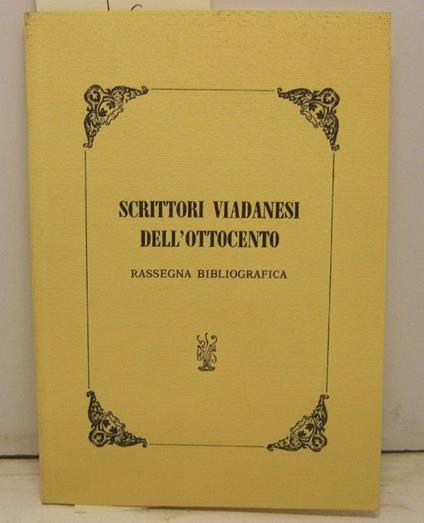 SCRITTORI VIADANESI
DELL'OTTOCENTO
RASSEGNA BIBLIOGRAFICA